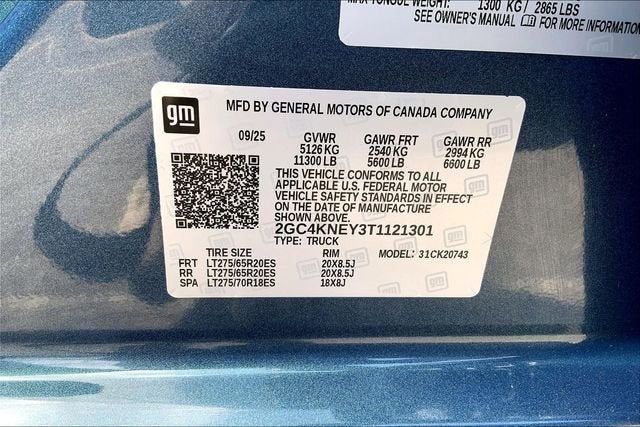 MAX TONGUE WEIGHT: 1300 KG / 2865 LBS
SEE OWNER'S MANUAL FOR MORE INFORMATION
gm
MFD BY GENERAL MOTORS OF CANADA COMPANY
09/25 GVWR GAWR FRT GAWR RR
5126 KG 2540 KG 2994 KG
11300 LB 5600 LB 6600 LB
THIS VEHICLE CONFORMS TO ALL
APPLICABLE U.S. FEDERAL MOTOR
VEHICLE SAFETY STANDARDS IN EFFECT
ON THE DATE OF MANUFACTURE
SHOWN ABOVE.
2GC4KNEY3T1121301
TYPE: TRUCK
TIRE SIZE RIM MODEL: 31CK20743
FRT LT275/65R20ES 20X8.5J
RR LT275/65R20ES 20X8.5J
SPA LT275/70R18ES 18X8J